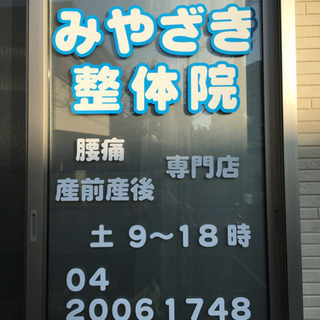 みやざき
整体院
腰痛
産前産後
専門店
土 9〜18時
04
20061748